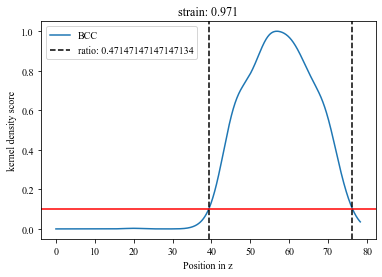 strain: 0.971
BCC
ratio: 0.47147147147147134
kernel density score
1.0
0.8
0.6
0.4
0.2
0.0
0 10 20 30 40 50 60 70 80
Position in z